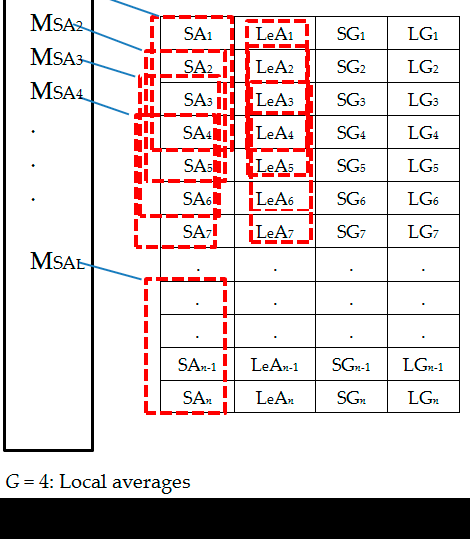 MSA2
MSA3
MSA4
.
.
.
MSAL
SA1 LeA1 SG1 LG1
SA2 LeA2 SG2 LG2
SA3 LeA3 SG3 LG3
SA4 LeA4 SG4 LG4
SA5 LeA5 SG5 LG5
SA6 LeA6 SG6 LG6
SA7 LeA7 SG7 LG7
. . . .
. . . .
. . . .
SAn-1 LeAn-1 SGn-1 LGn-1
SAn LeAn SGn LGn
G = 4: Local averages